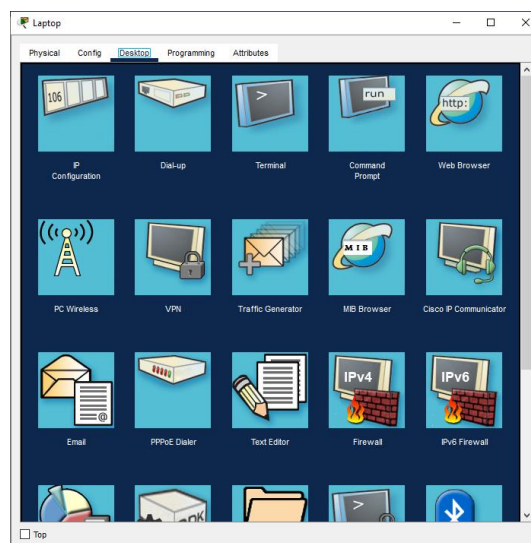 Laptop
Physical Config Desktop Programming Attributes
106
IP
Configuration
Dial-up
>
Terminal
run
Command
Prompt
http:
Web Browser
PC Wireless
VPN
Traffic Generator
MIB
MIB Browser
Cisco IP Communicator
@
Email
PPPoE Dialer
Text Editor
IPv4
Firewall
IPv6
IPv6 Firewall
>
Top